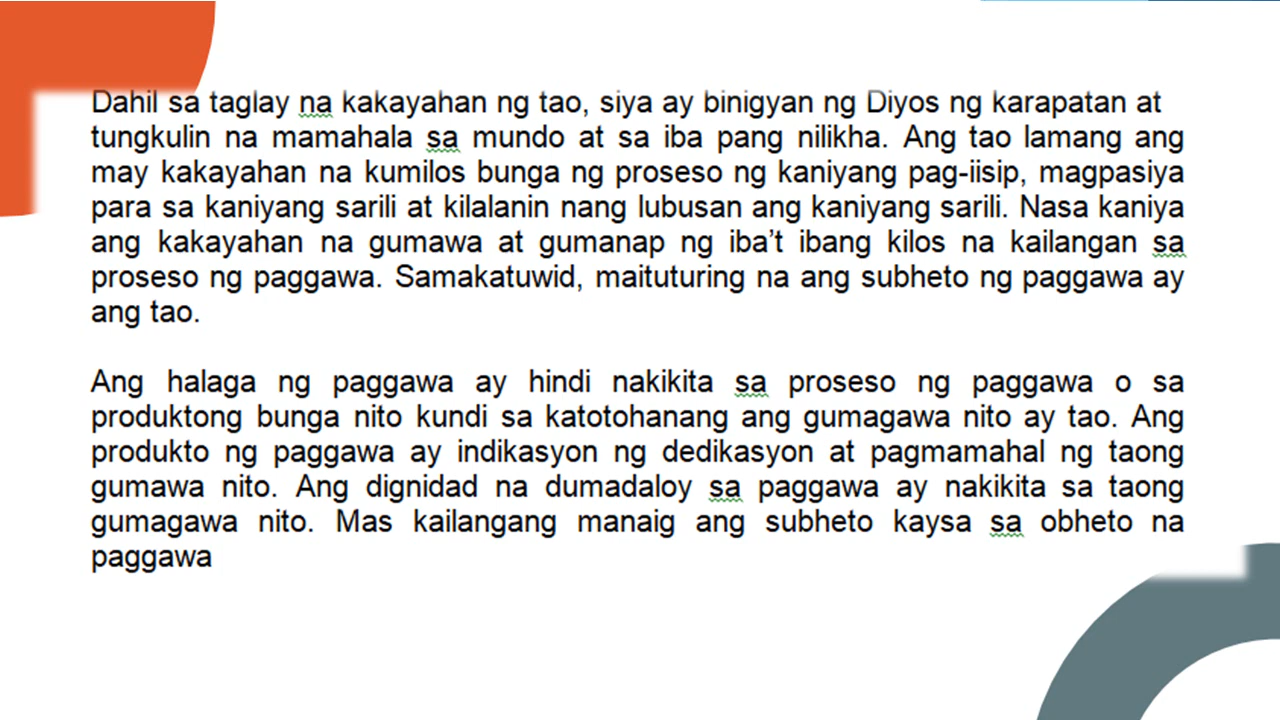 Dahil sa taglay na kakayahan ng tao, siya ay binigyan ng Diyos ng karapatan at
tungkulin na mamahala sa mundo at sa iba pang nilikha. Ang tao lamang ang
may kakayahan na kumilos bunga ng proseso ng kaniyang pag-iisip, magpasiya
para sa kaniyang sarili at kilalanin nang lubusan ang kaniyang sarili. Nasa kaniya
ang kakayahan na gumawa at gumanap ng iba’t ibang kilos na kailangan sa
proseso ng paggawa. Samakatuwid, maituturing na ang subheto ng paggawa ay
ang tao.
Ang halaga ng paggawa ay hindi nakikita sa proseso ng paggawa o sa
produktong bunga nito kundi sa katotohanang ang gumagawa nito ay tao. Ang
produkto ng paggawa ay indikasyon ng dedikasyon at pagmamahal ng taong
gumawa nito. Ang dignidad na dumadaloy sa paggawa ay nakikita sa taong
gumagawa nito. Mas kailangang manaig ang subheto kaysa sa obheto na
paggawa